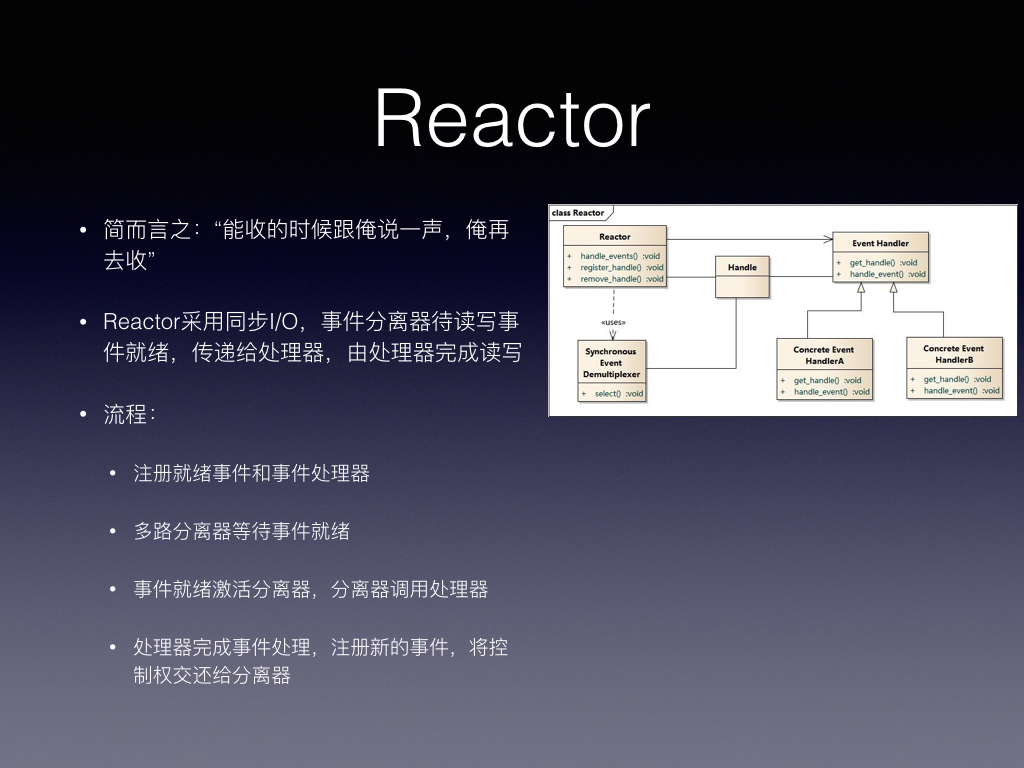 Reactor
• 简而言之：“能收的时候跟俺说一声，俺再
去收”
• Reactor采用同步I/O，事件分离器待读写事
件就绪，传递给处理器，由处理器完成读写
• 流程：
• 注册就绪事件和事件处理器
• 多路分离器等待事件就绪
• 事件就绪激活分离器，分离器调用处理器
• 处理器完成事件处理，注册新的事件，将控
制权交还给分离器
class Reactor
Reactor
+ handle_events() :void
+ register_handle() :void
+ remove_handle() :void
Handle
Event Handler
+ get_handle() :void
+ handle_event() :void
«uses»
Synchronous
Event
Demultiplexer
+ select() :void
Concrete Event
HandlerA
+ get_handle() :void
+ handle_event() :void
Concrete Event
HandlerB
+ get_handle() :void
+ handle_event() :void